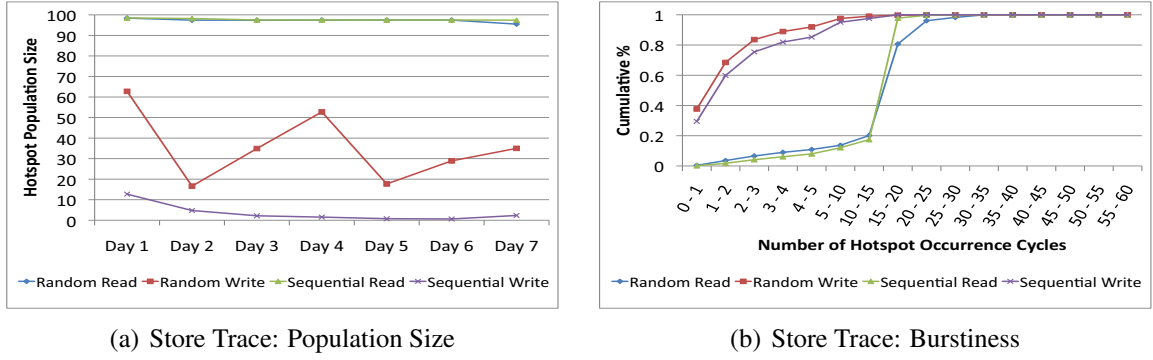 Hotspot Population Size
100
90
80
70
60
50
40
30
20
10
0
Day 1 Day 2 Day 3 Day 4 Day 5 Day 6 Day 7
Random Read Random Write Sequential Read Sequential Write
(a) Store Trace: Population Size
Cumulative %
1
0.8
0.6
0.4
0.2
0
0 - 1
1 - 2
2 - 3
3 - 4
4 - 5
5 - 10
10 - 15
15 - 20
20 - 25
25 - 30
30 - 35
35 - 40
40 - 45
45 - 50
50 - 55
55 - 60
Number of Hotspot Occurrence Cycles
Random Read Random Write Sequential Read Sequential Write
(b) Store Trace: Burstiness